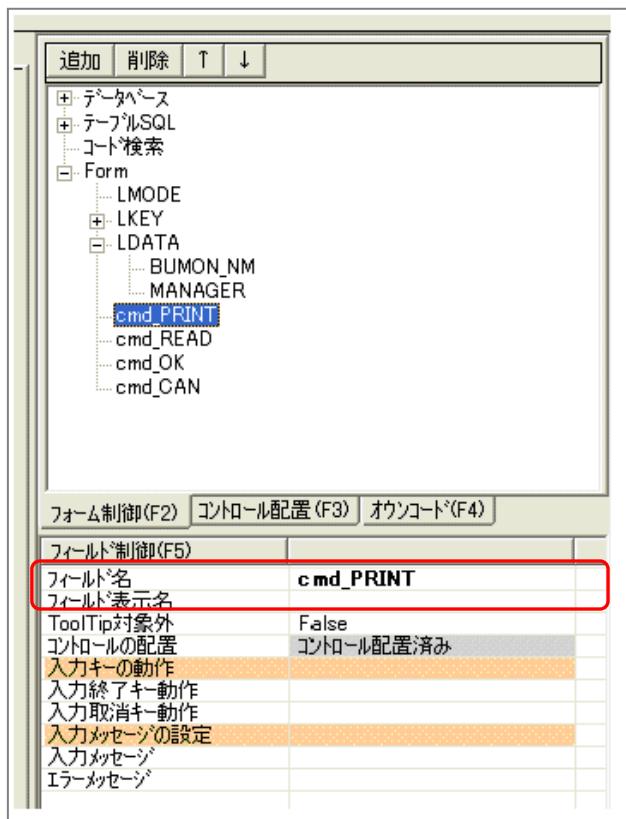 追加 削除 ↑ ↓
データベース
テーブルSQL
コード検索
Form
LMODE
LKEY
LDATA
BUMON_NM
MANAGER
cmd_PRINT
cmd_READ
cmd_OK
cmd_CAN
フォーム制御(F2) コントロール配置(F3) オウンコード(F4)
フィールド制御(F5)
フィールド名 cmd_PRINT
フィールド表示名
ToolTip対象外 False
コントロールの配置 コントロール配置済み
入力キーの動作
入力終了キー動作
入力取消キー動作
入力メッセージの設定
入力メッセージ
エラーメッセージ